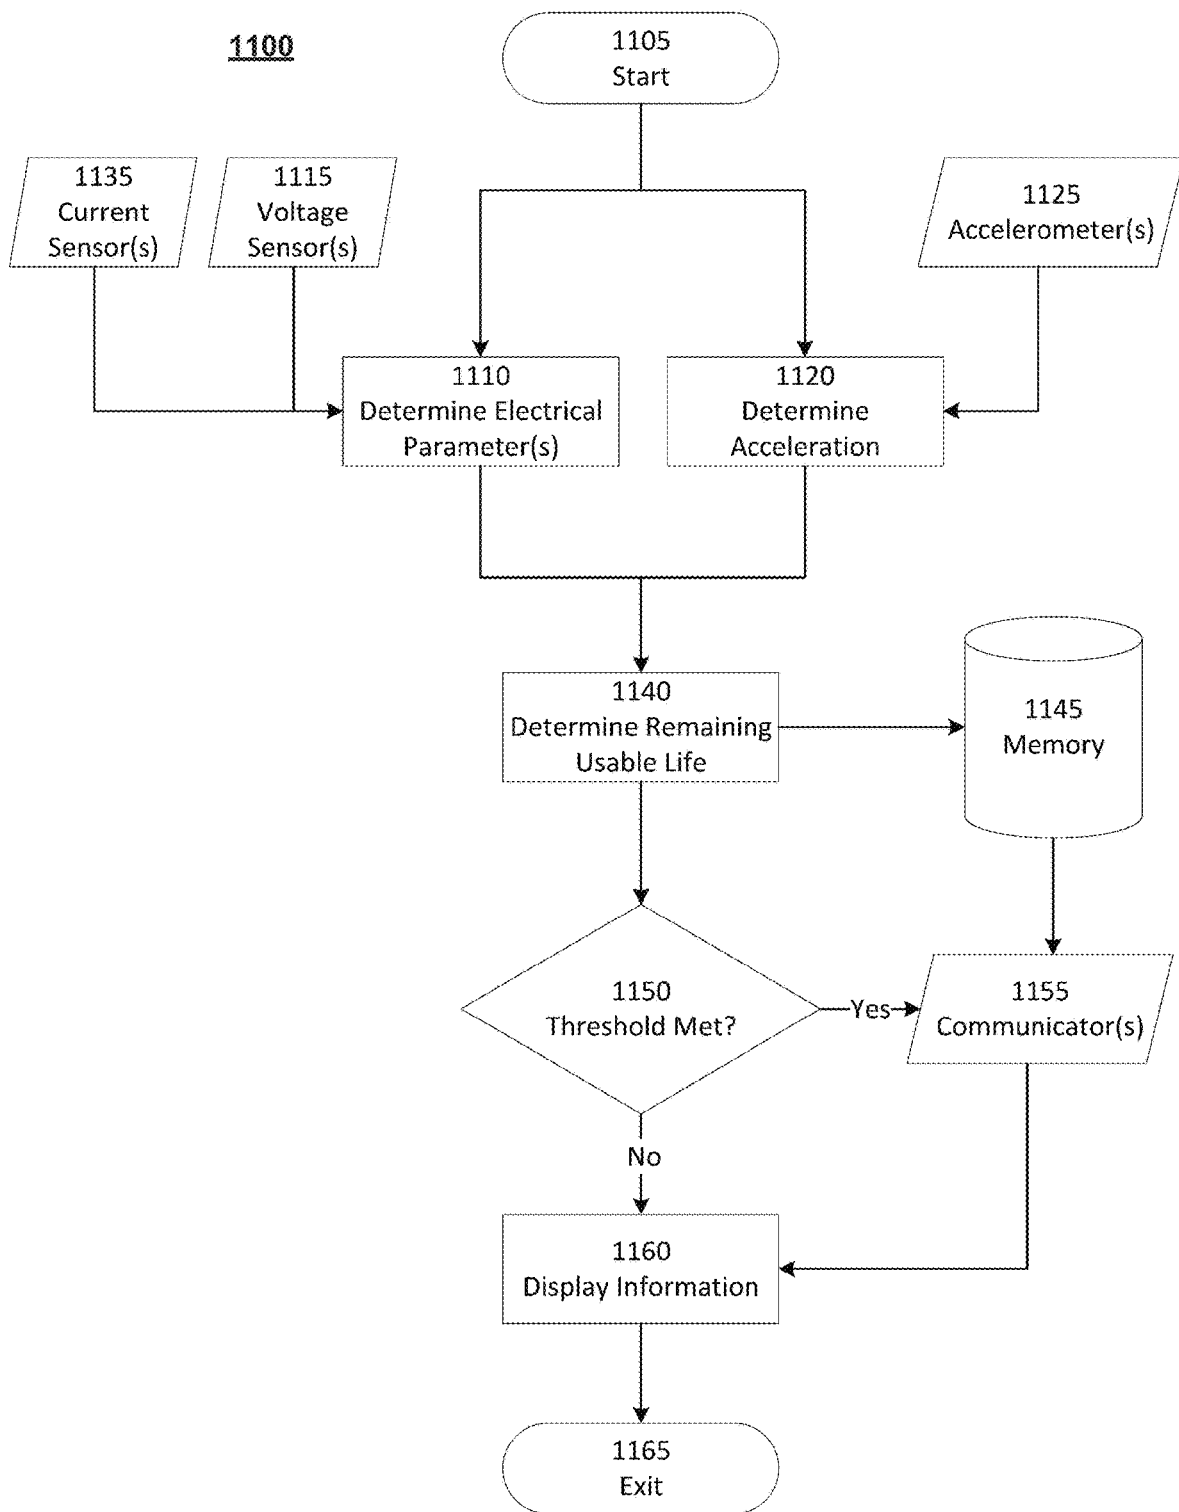 1100
1105
Start
1135
Current
Sensor(s)
1115
Voltage
Sensor(s)
1125
Accelerometer(s)
1110
Determine Electrical
Parameter(s)
1120
Determine
Acceleration
1140
Determine Remaining
Usable Life
1145
Memory
1150
Threshold Met?
Yes
1155
Communicator(s)
No
1160
Display Information
1165
Exit